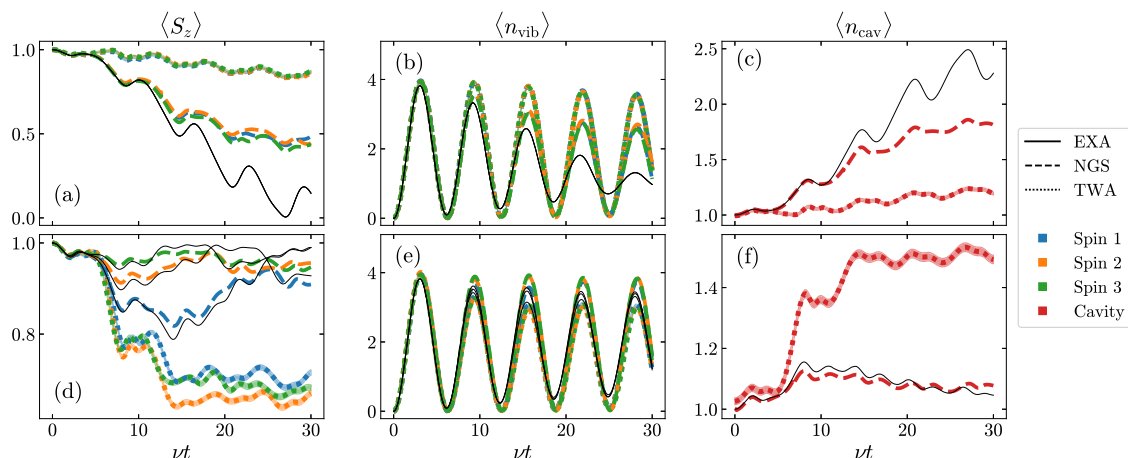 ⟨S_z⟩
⟨n_vib⟩
⟨n_cav⟩
1.0
0.5
0.0
(a)
4
2
0
(b)
2.5
2.0
1.5
1.0
(c)
EXA
NGS
TWA
Spin 1
Spin 2
Spin 3
Cavity
1.0
0.8
(d)
0 10 20 30
νt
4
2
0
(e)
0 10 20 30
νt
1.4
1.2
1.0
(f)
0 10 20 30
νt